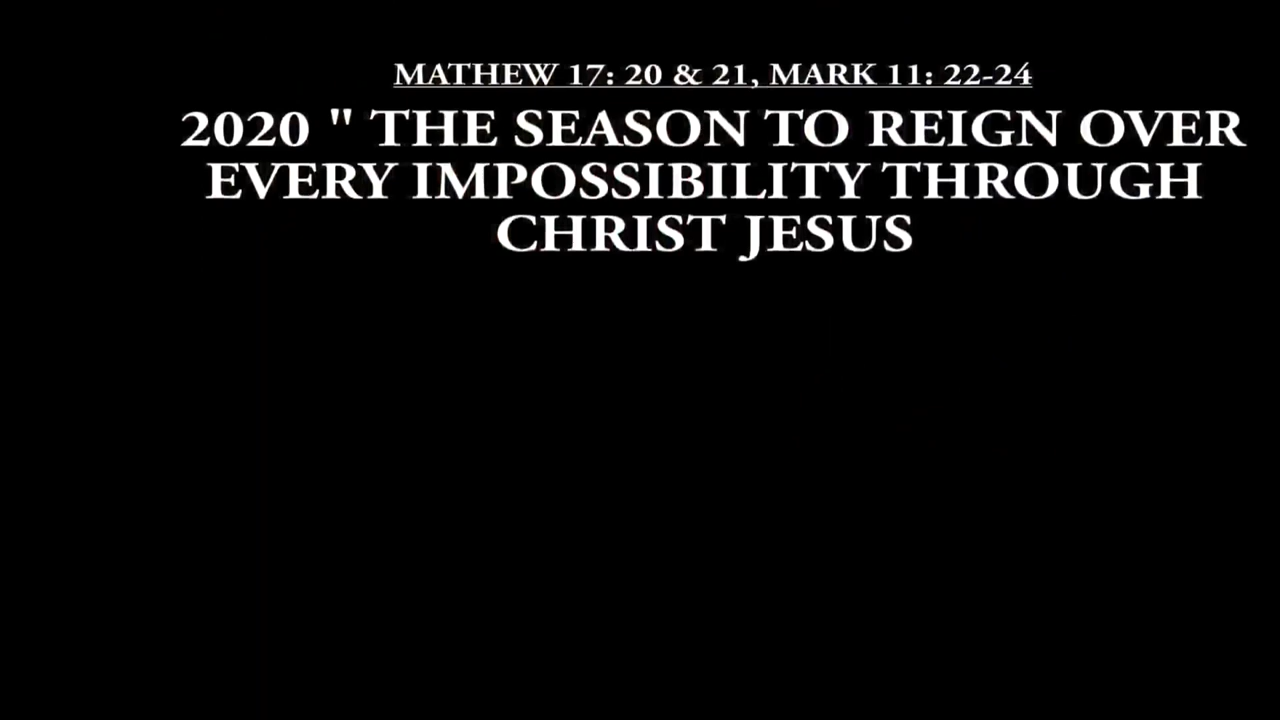 MATHEW 17: 20 & 21, MARK 11: 22-24
2020 " THE SEASON TO REIGN OVER
EVERY IMPOSSIBILITY THROUGH
CHRIST JESUS